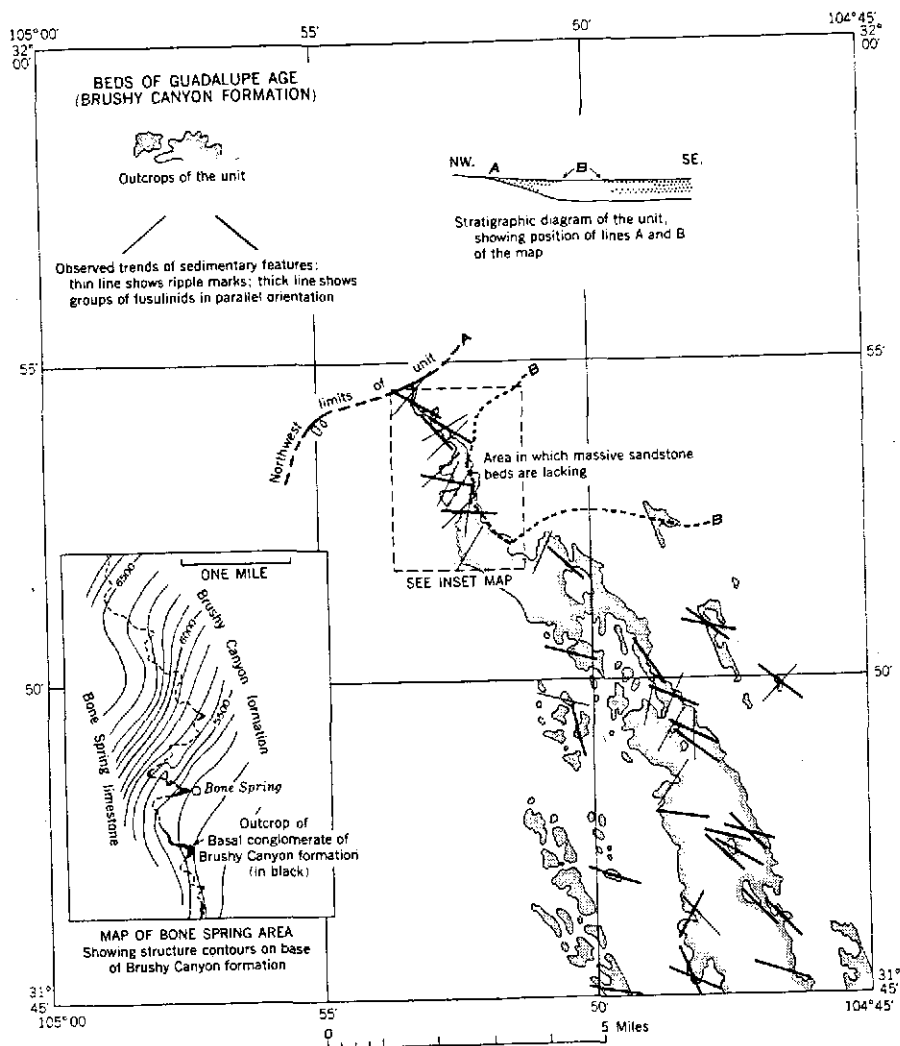 105°00'
55'
50'
104°45'
32°
00'
32°
00'
BEDS OF GUADALUPE AGE
(BRUSHY CANYON FORMATION)
Outcrops of the unit
Observed trends of sedimentary features:
thin line shows ripple marks; thick line shows
groups of fusulinids in parallel orientation
NW.
A
B
SE.
Stratigraphic diagram of the unit,
showing position of lines A and B
of the map
55'
55'
Northwest limits of unit
A
B
Area in which massive sandstone
beds are lacking
B
SEE INSET MAP
ONE MILE
6500
6000
5500
Brushy Canyon formation
Bone Spring limestone
Bone Spring
Outcrop of
Basal conglomerate of
Brushy Canyon formation
(in black)
MAP OF BONE SPRING AREA
Showing structure contours on base
of Brushy Canyon formation
50'
50'
31°
45'
31°
45'
105°00'
55'
50'
104°45'
0
5 Miles